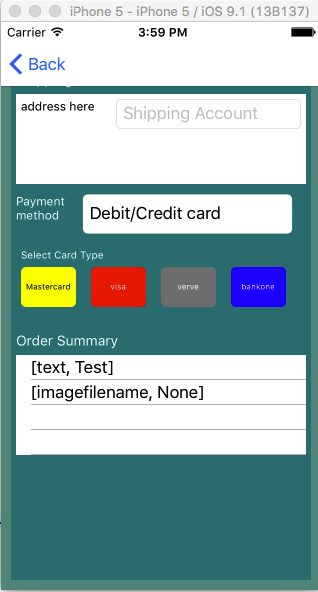 iPhone 5 - iPhone 5 / iOS 9.1 (13B137)
Carrier 3:59 PM
Back
address here Shipping Account
Payment
method
Debit/Credit card
Select Card Type
Mastercard visa verve bankone
Order Summary
[text, Test]
[imagefilename, None]